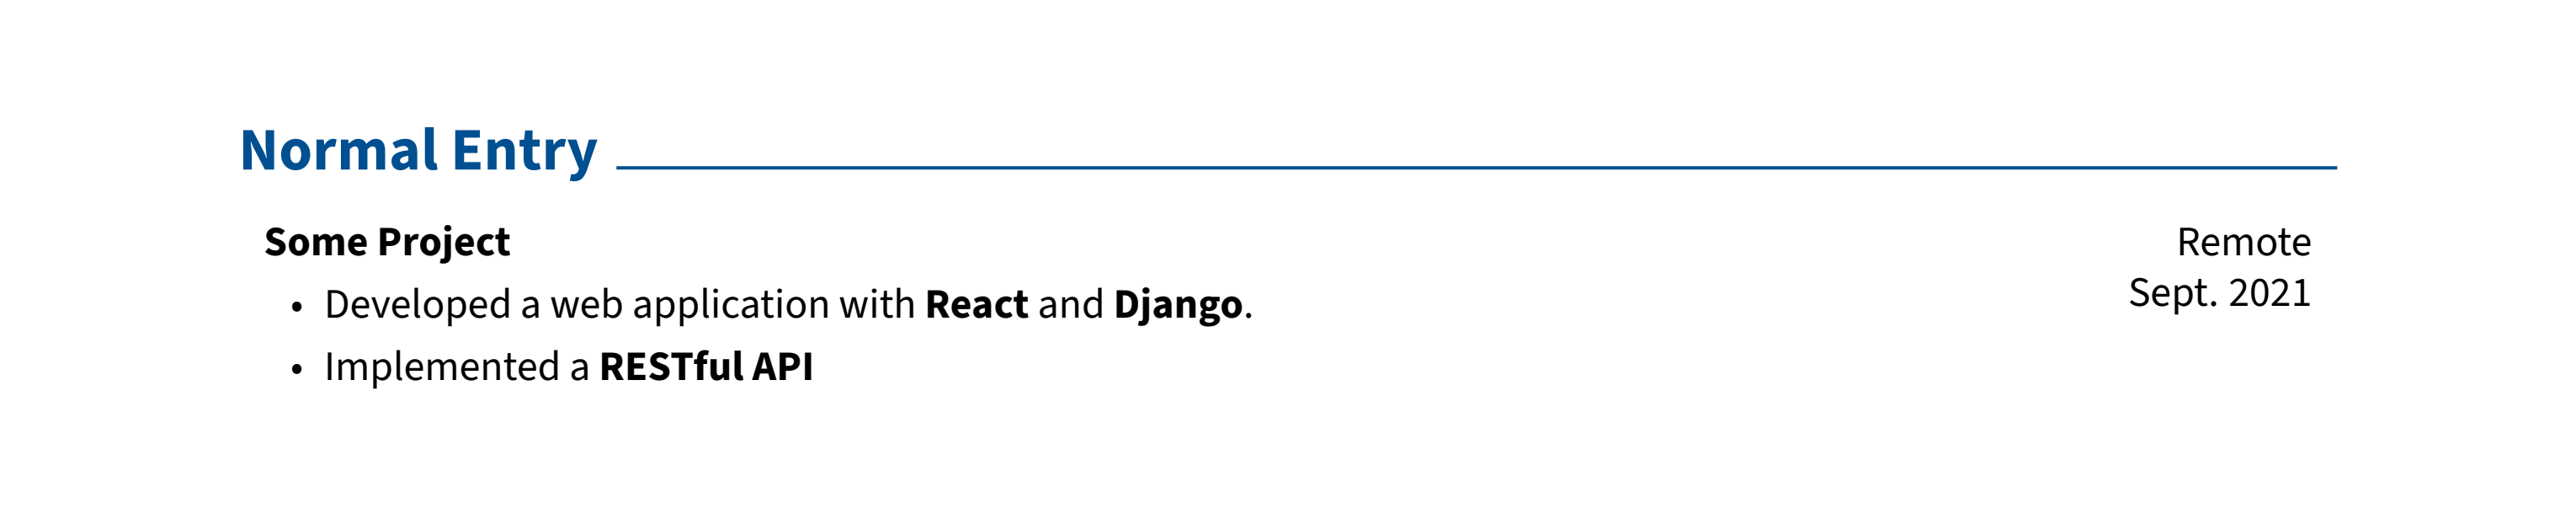 Normal Entry
Some Project
Remote
Sept. 2021
• Developed a web application with React and Django.
• Implemented a RESTful API